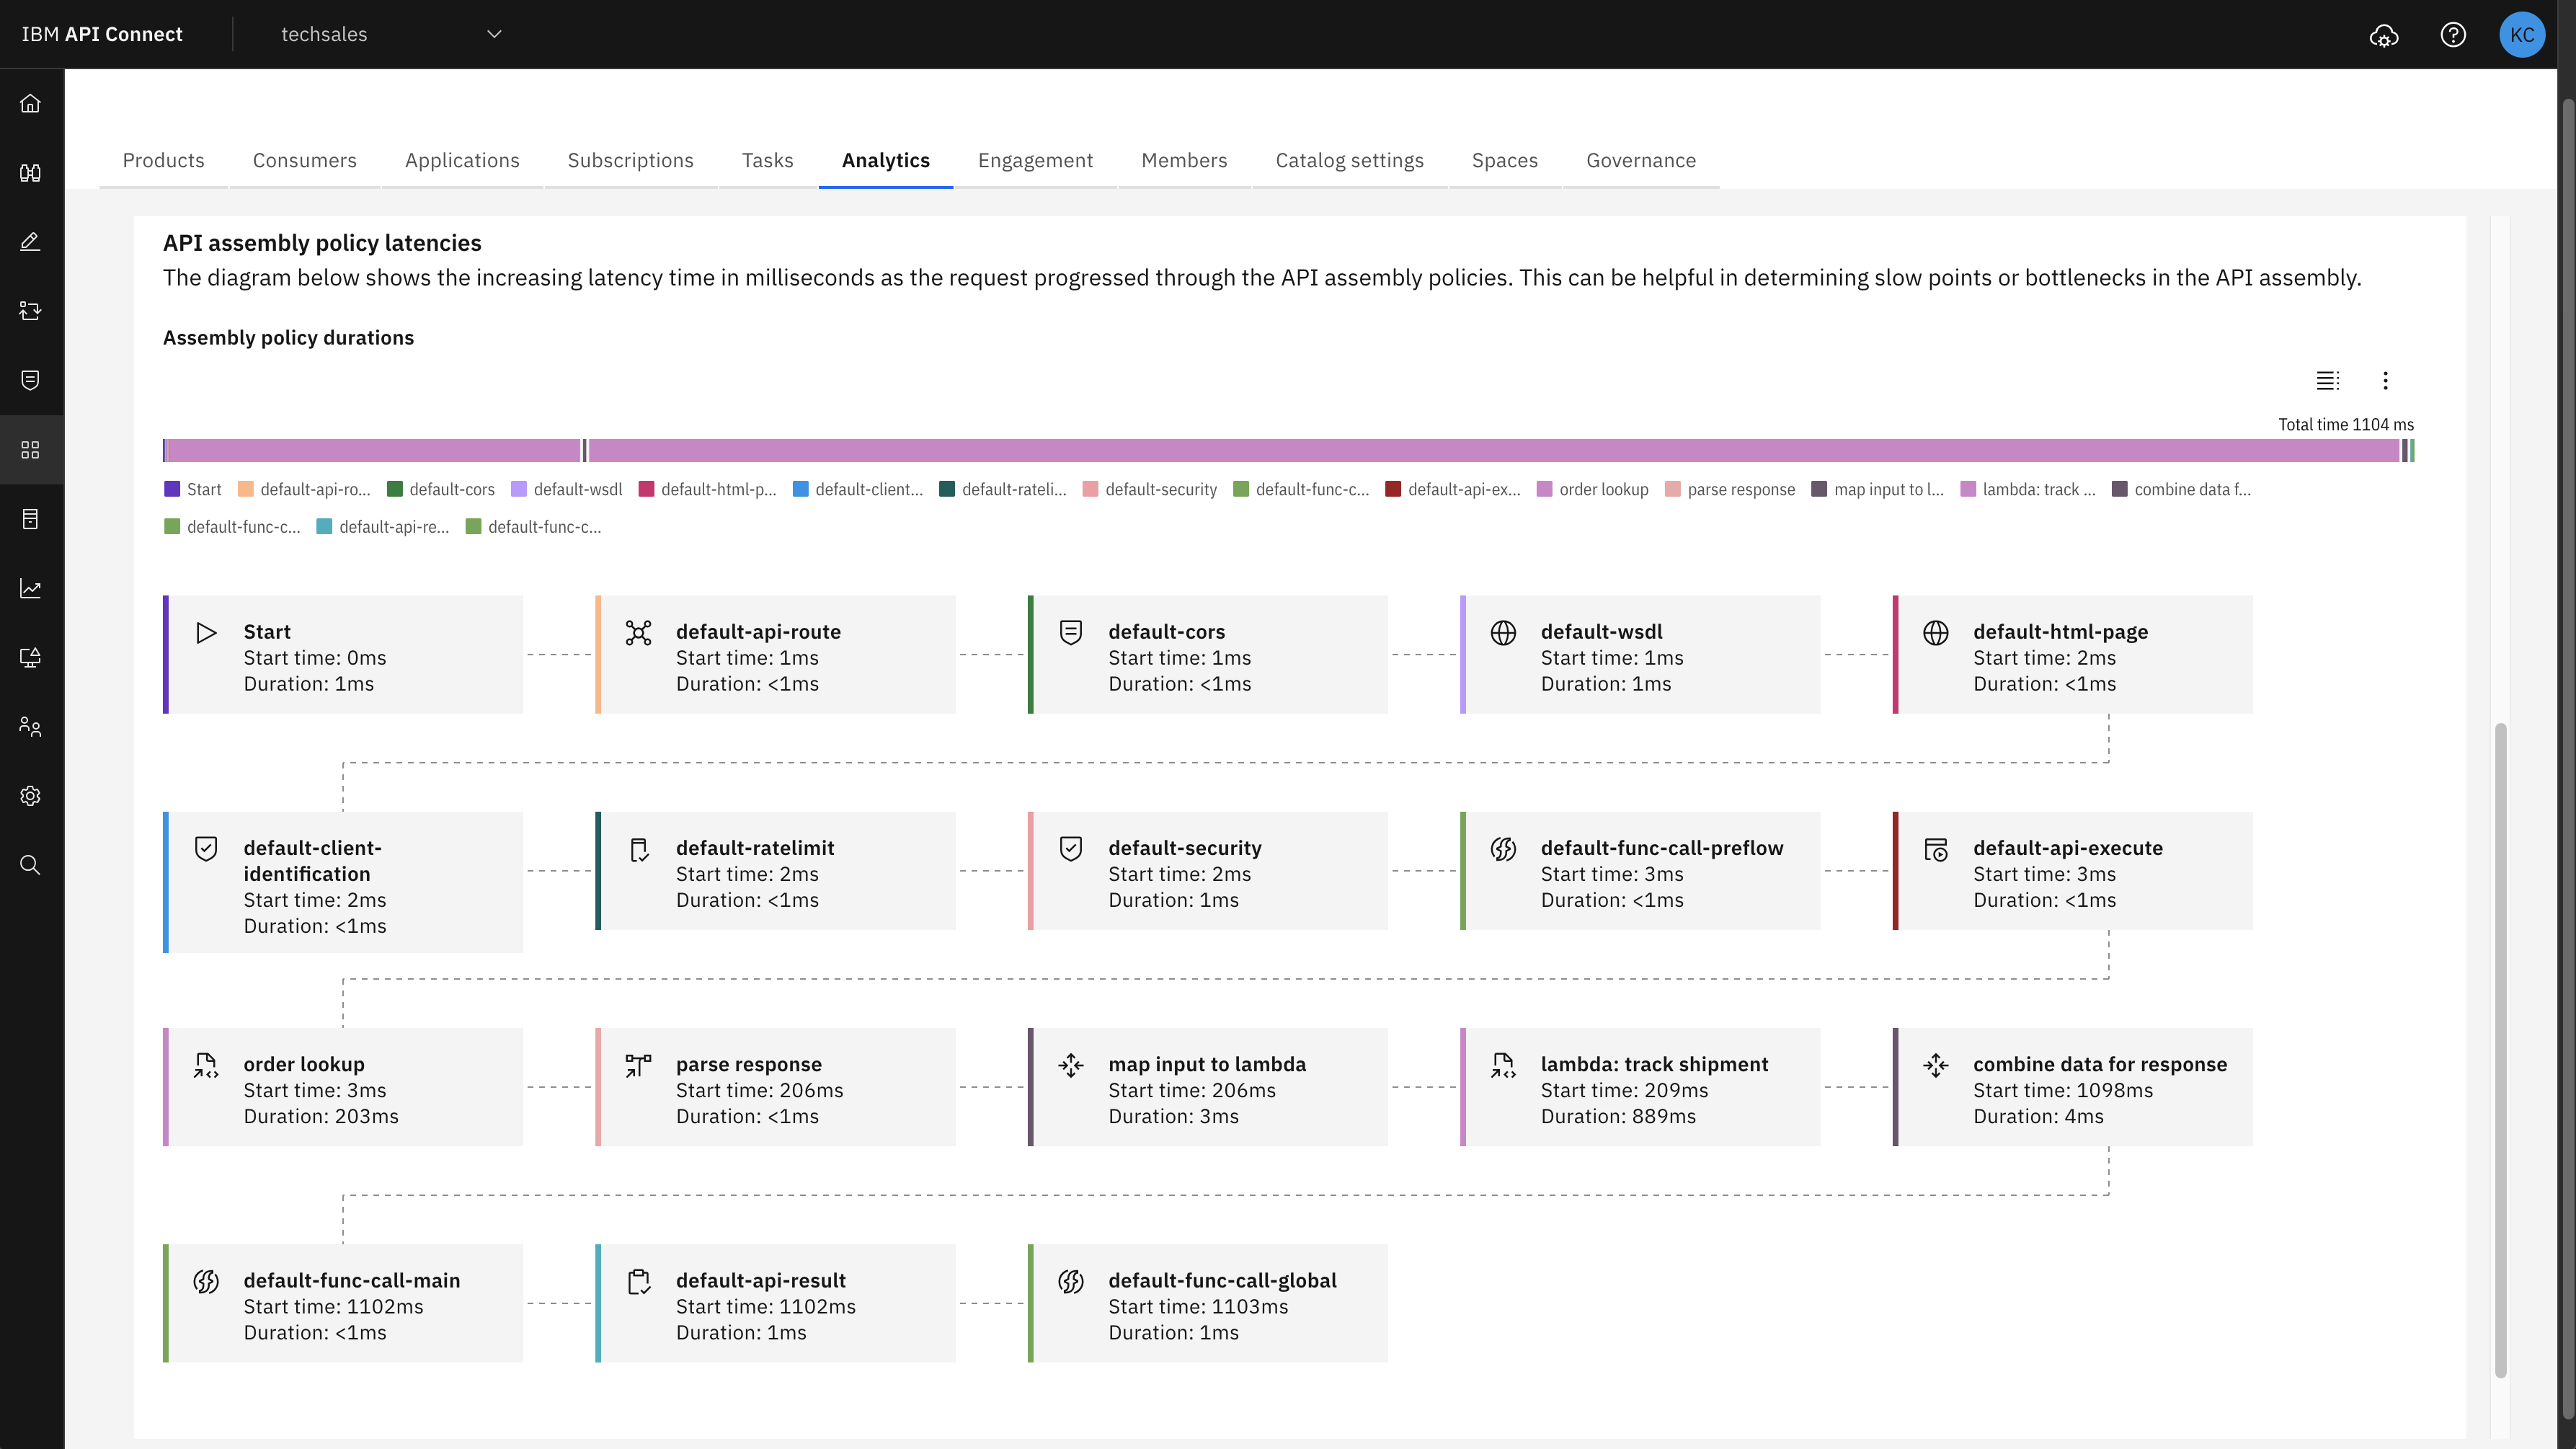 IBM API Connect
techsales
KC
Products Consumers Applications Subscriptions Tasks Analytics Engagement Members Catalog settings Spaces Governance
API assembly policy latencies
The diagram below shows the increasing latency time in milliseconds as the request progressed through the API assembly policies. This can be helpful in determining slow points or bottlenecks in the API assembly.
Assembly policy durations
Total time 1104 ms
Start default-api-ro... default-cors default-wsdl default-html-p... default-client... default-rateli... default-security default-func-c... default-api-ex... order lookup parse response map input to l... lambda: track ... combine data f...
default-func-c... default-api-re... default-func-c...
Start
Start time: 0ms
Duration: 1ms
default-api-route
Start time: 1ms
Duration: <1ms
default-cors
Start time: 1ms
Duration: <1ms
default-wsdl
Start time: 1ms
Duration: 1ms
default-html-page
Start time: 2ms
Duration: <1ms
default-client-
identification
Start time: 2ms
Duration: <1ms
default-ratelimit
Start time: 2ms
Duration: <1ms
default-security
Start time: 2ms
Duration: 1ms
default-func-call-preflow
Start time: 3ms
Duration: <1ms
default-api-execute
Start time: 3ms
Duration: <1ms
order lookup
Start time: 3ms
Duration: 203ms
parse response
Start time: 206ms
Duration: <1ms
map input to lambda
Start time: 206ms
Duration: 3ms
lambda: track shipment
Start time: 209ms
Duration: 889ms
combine data for response
Start time: 1098ms
Duration: 4ms
default-func-call-main
Start time: 1102ms
Duration: <1ms
default-api-result
Start time: 1102ms
Duration: 1ms
default-func-call-global
Start time: 1103ms
Duration: 1ms